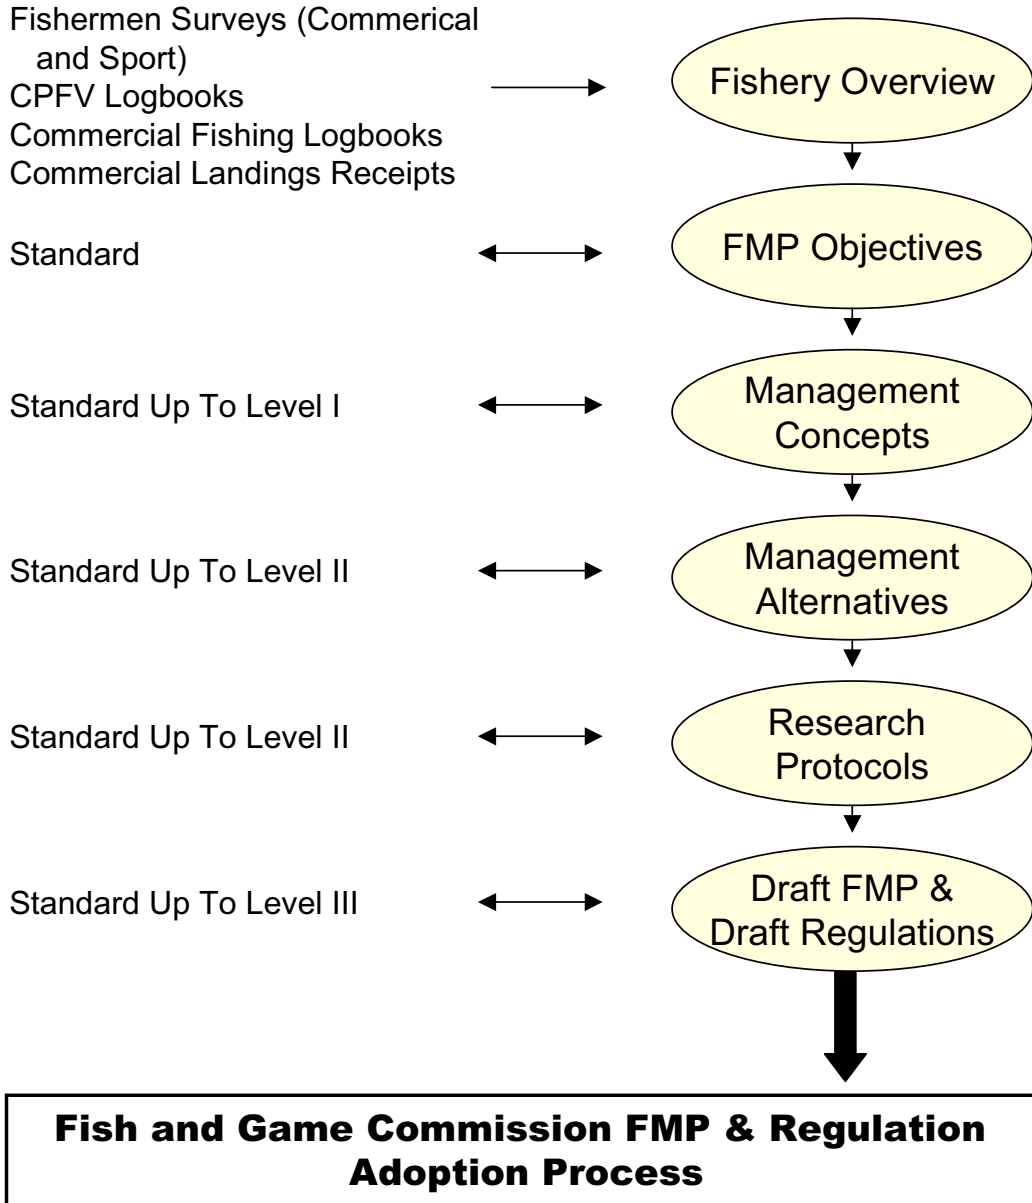 Fishermen Surveys (Commerical
and Sport)
CPFV Logbooks
Commercial Fishing Logbooks
Commercial Landings Receipts
Fishery Overview
Standard
FMP Objectives
Standard Up To Level I
Management
Concepts
Standard Up To Level II
Management
Alternatives
Standard Up To Level II
Research
Protocols
Standard Up To Level III
Draft FMP &
Draft Regulations
Fish and Game Commission FMP & Regulation
Adoption Process